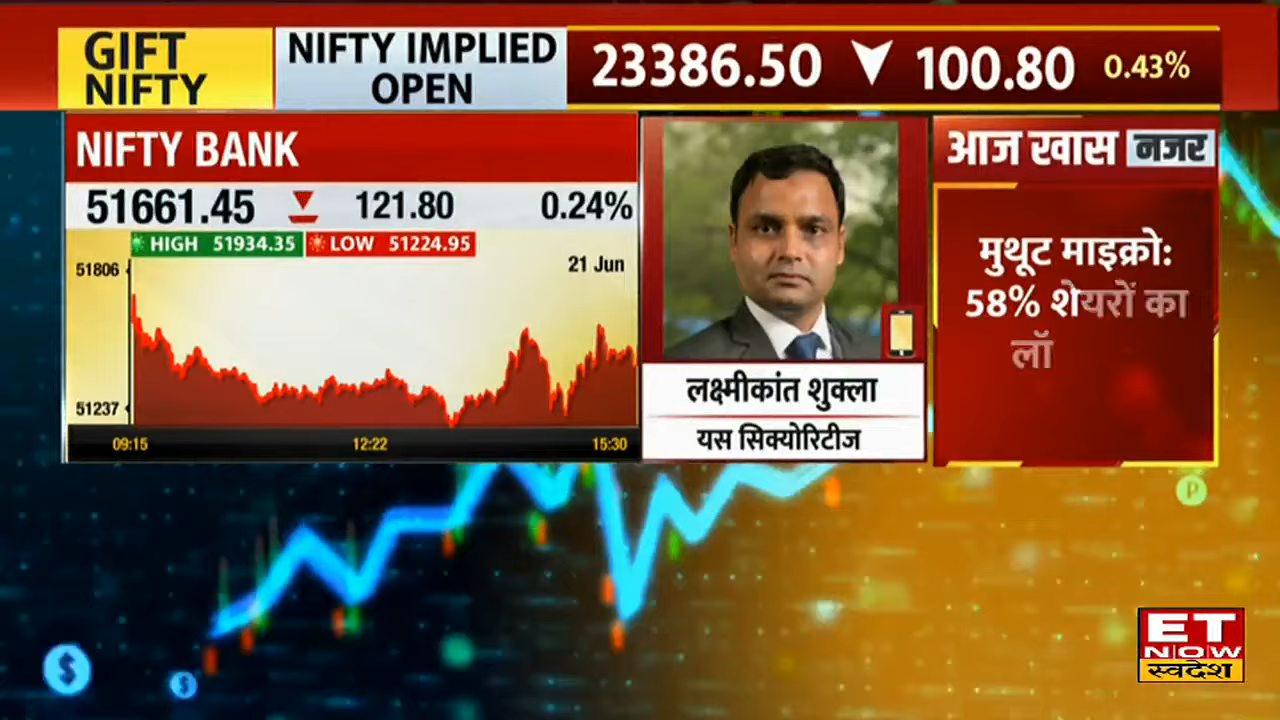 GIFT
NIFTY
NIFTY IMPLIED
OPEN
23386.50 ▼ 100.80 0.43%
NIFTY BANK
51661.45 ▼ 121.80 0.24%
HIGH 51934.35 LOW 51224.95
51806
21 Jun
51237
09:15 12:22 15:30
लक्ष्मीकांत शुक्ला
यस सिक्योरिटीज
आज खास नजर
मुथूट माइक्रो:
58% शेयरों का
लॉ
P
$
$
ET
NOW
स्वदेश